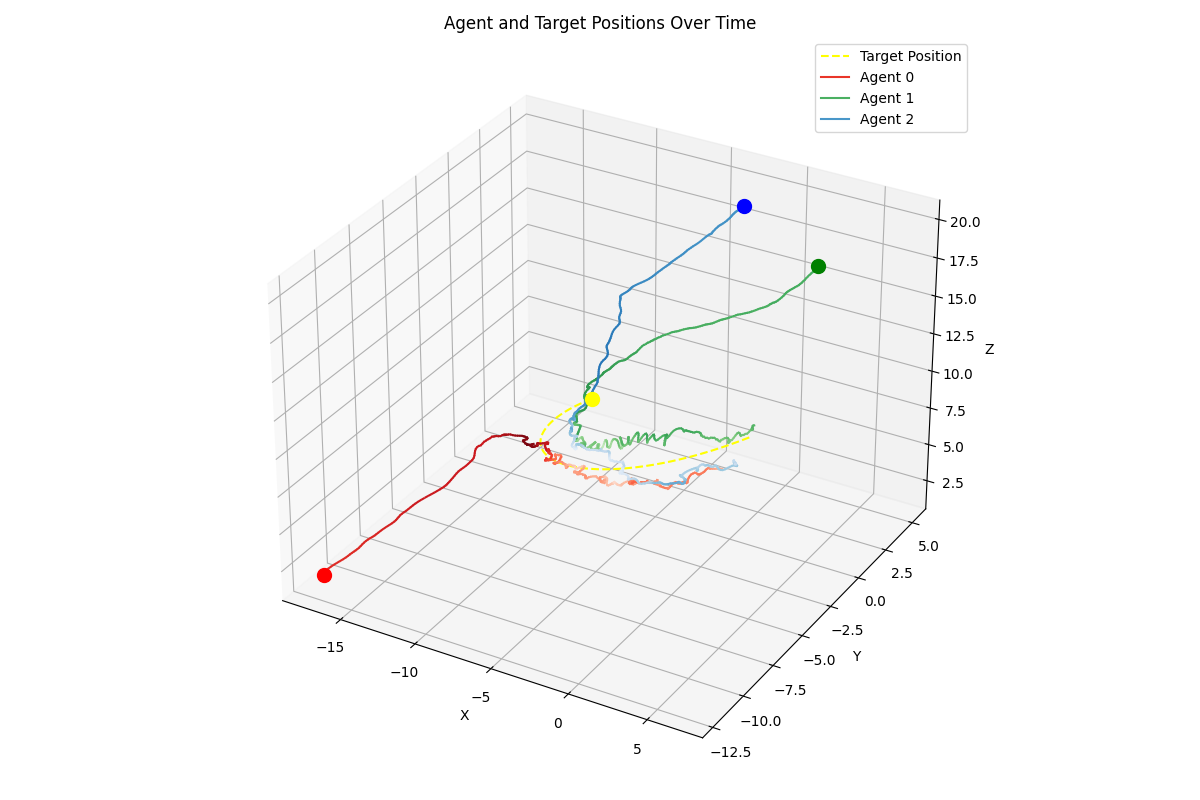 Agent and Target Positions Over Time
Target Position
Agent 0
Agent 1
Agent 2
20.0
17.5
15.0
12.5
Z
10.0
7.5
5.0
2.5
5.0
2.5
0.0
−2.5
−5.0
Y
−7.5
−10.0
−12.5
−15
−10
−5
X
0
5